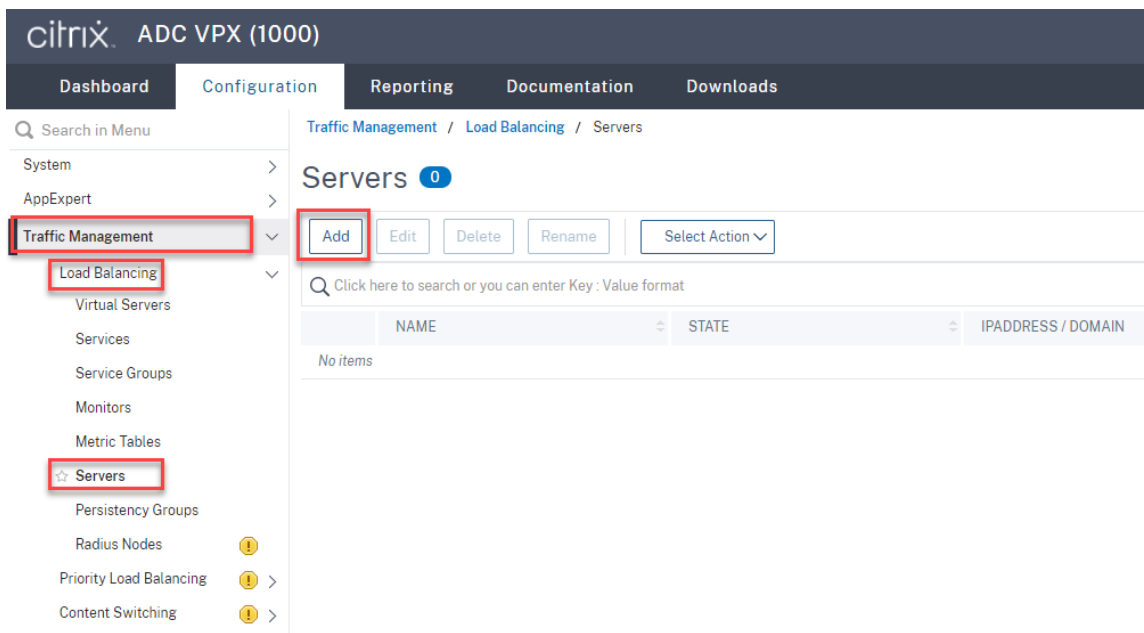 citrix. ADC VPX (1000)
Dashboard Configuration Reporting Documentation Downloads
Search in Menu
System
AppExpert
Traffic Management
Load Balancing
Virtual Servers
Services
Service Groups
Monitors
Metric Tables
Servers
Persistency Groups
Radius Nodes
Priority Load Balancing
Content Switching
Traffic Management / Load Balancing / Servers
Servers 0
Add Edit Delete Rename Select Action
Click here to search or you can enter Key : Value format
NAME STATE IPADDRESS / DOMAIN
No items